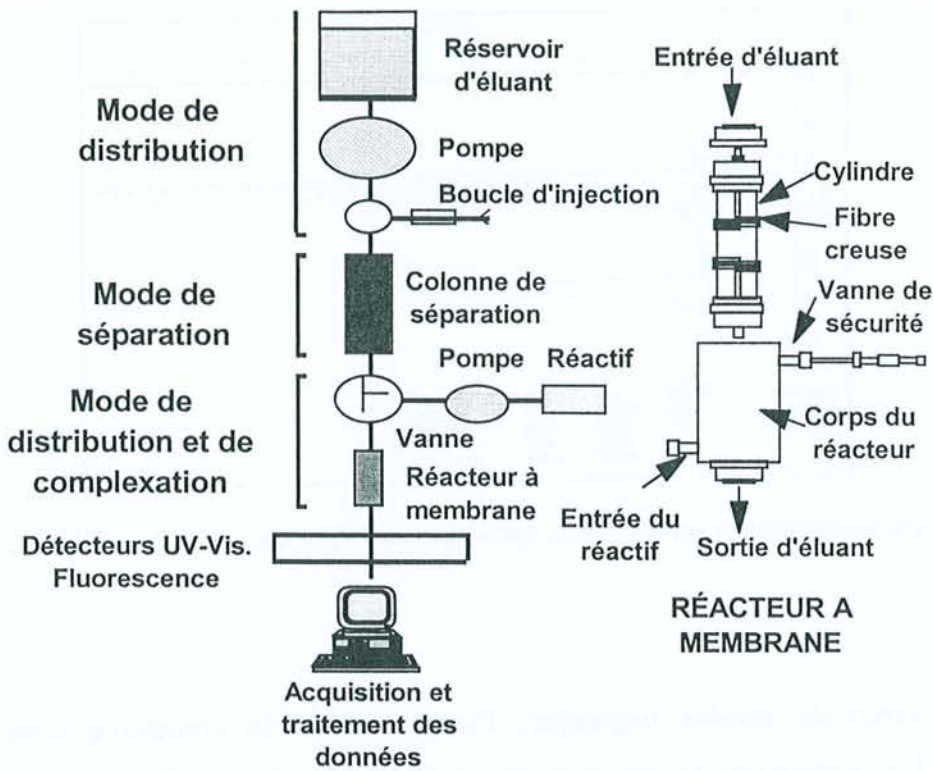 Mode de
distribution
Réservoir
d'éluant
Pompe
Boucle d'injection
Mode de
séparation
Colonne de
séparation
Mode de
distribution et de
complexation
Pompe
Réactif
Vanne
Réacteur à
membrane
Détecteurs UV-Vis.
Fluorescence
Acquisition et
traitement des
données
Entrée d'éluant
Cylindre
Fibre
creuse
Vanne de
sécurité
Corps du
réacteur
Entrée du
réactif
Sortie d'éluant
RÉACTEUR A
MEMBRANE